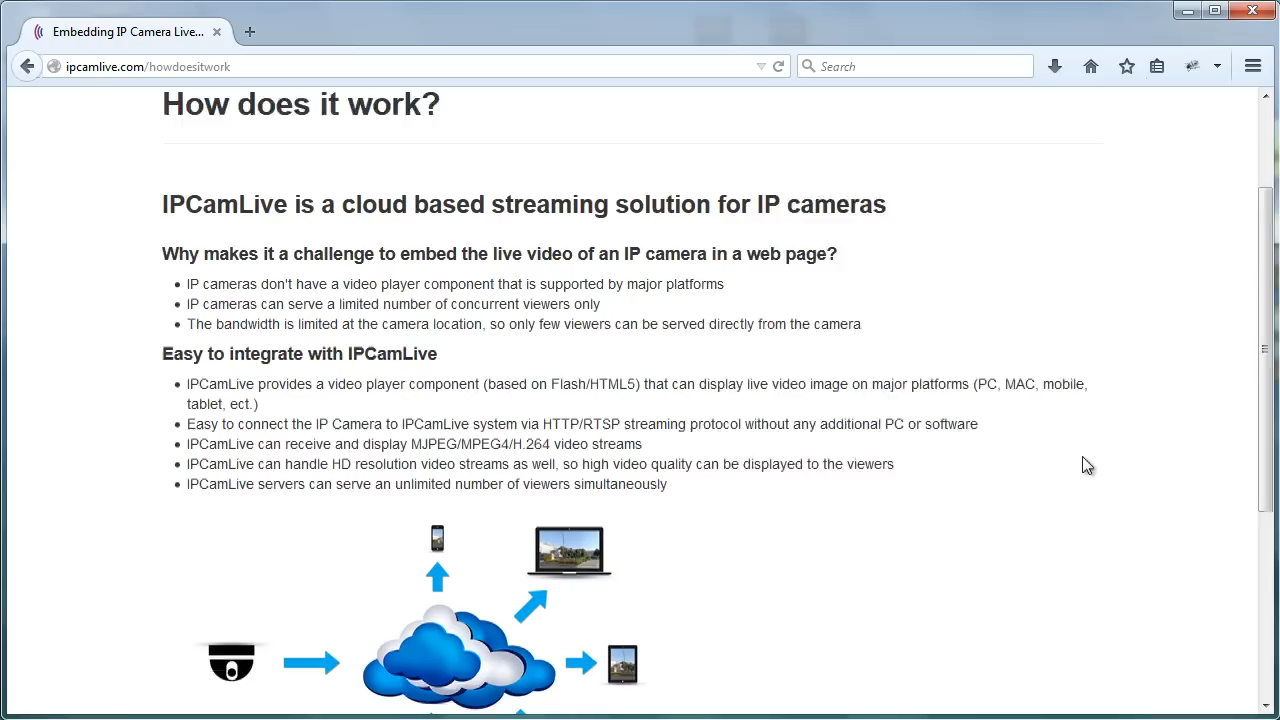 Embedding IP Camera Live...
ipcamlive.com/howdoesitwork
Search
How does it work?
IPCamLive is a cloud based streaming solution for IP cameras
Why makes it a challenge to embed the live video of an IP camera in a web page?
IP cameras don't have a video player component that is supported by major platforms
IP cameras can serve a limited number of concurrent viewers only
The bandwidth is limited at the camera location, so only few viewers can be served directly from the camera
Easy to integrate with IPCamLive
IPCamLive provides a video player component (based on Flash/HTML5) that can display live video image on major platforms (PC, MAC, mobile,
tablet, ect.)
Easy to connect the IP Camera to IPCamLive system via HTTP/RTSP streaming protocol without any additional PC or software
IPCamLive can receive and display MJPEG/MPEG4/H.264 video streams
IPCamLive can handle HD resolution video streams as well, so high video quality can be displayed to the viewers
IPCamLive servers can serve an unlimited number of viewers simultaneously